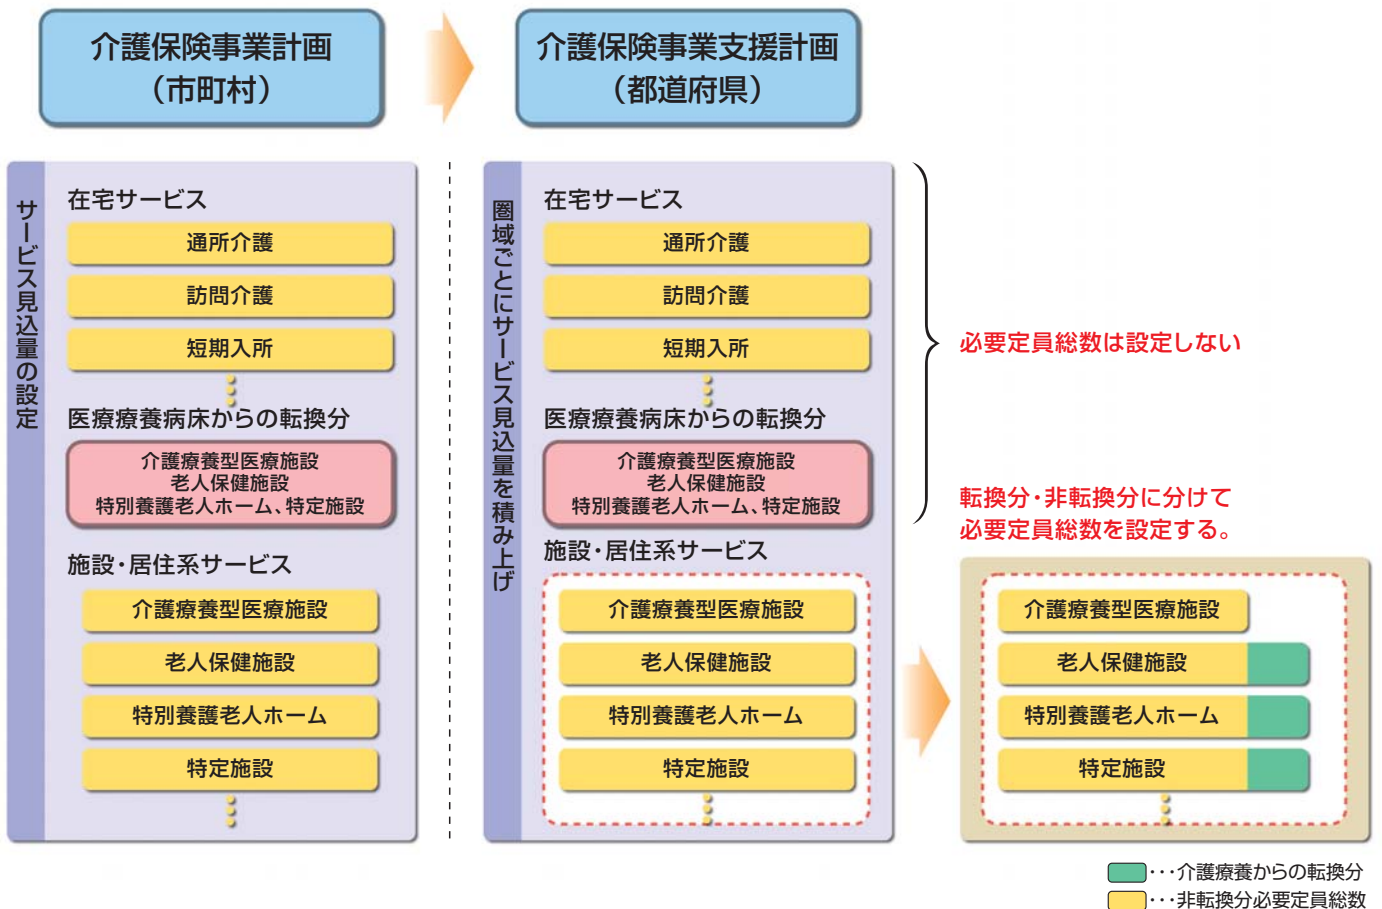 介護保険事業計画
（市町村）
介護保険事業支援計画
（都道府県）
サービス見込量の設定
在宅サービス
通所介護
訪問介護
短期入所
医療療養病床からの転換分
介護療養型医療施設
老人保健施設
特別養護老人ホーム、特定施設
施設・居住系サービス
介護療養型医療施設
老人保健施設
特別養護老人ホーム
特定施設
圏域ごとにサービス見込量を積み上げ
在宅サービス
通所介護
訪問介護
短期入所
医療療養病床からの転換分
介護療養型医療施設
老人保健施設
特別養護老人ホーム、特定施設
施設・居住系サービス
介護療養型医療施設
老人保健施設
特別養護老人ホーム
特定施設
必要定員総数は設定しない
転換分・非転換分に分けて
必要定員総数を設定する。
介護療養型医療施設
老人保健施設
特別養護老人ホーム
特定施設
・・・介護療養からの転換分
・・・非転換分必要定員総数